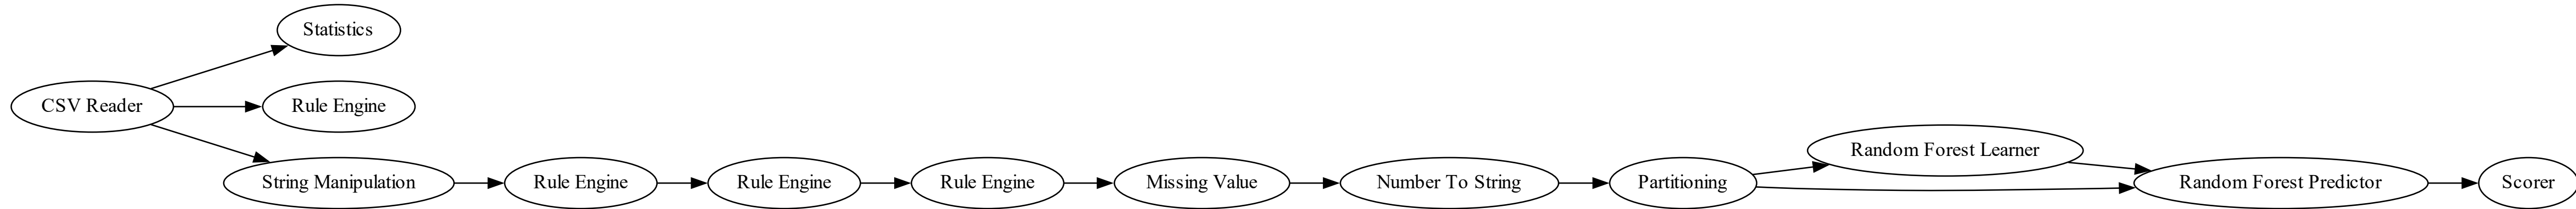 Statistics
CSV Reader
Rule Engine
String Manipulation
Rule Engine
Rule Engine
Rule Engine
Missing Value
Number To String
Partitioning
Random Forest Learner
Random Forest Predictor
Scorer